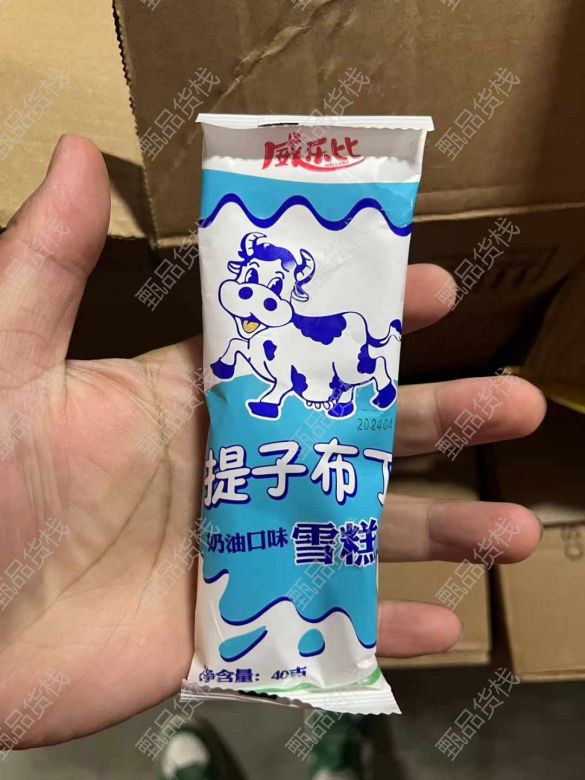 威乐比
202404
提子布丁
奶油口味
雪糕
净含量：40克
甄品货栈